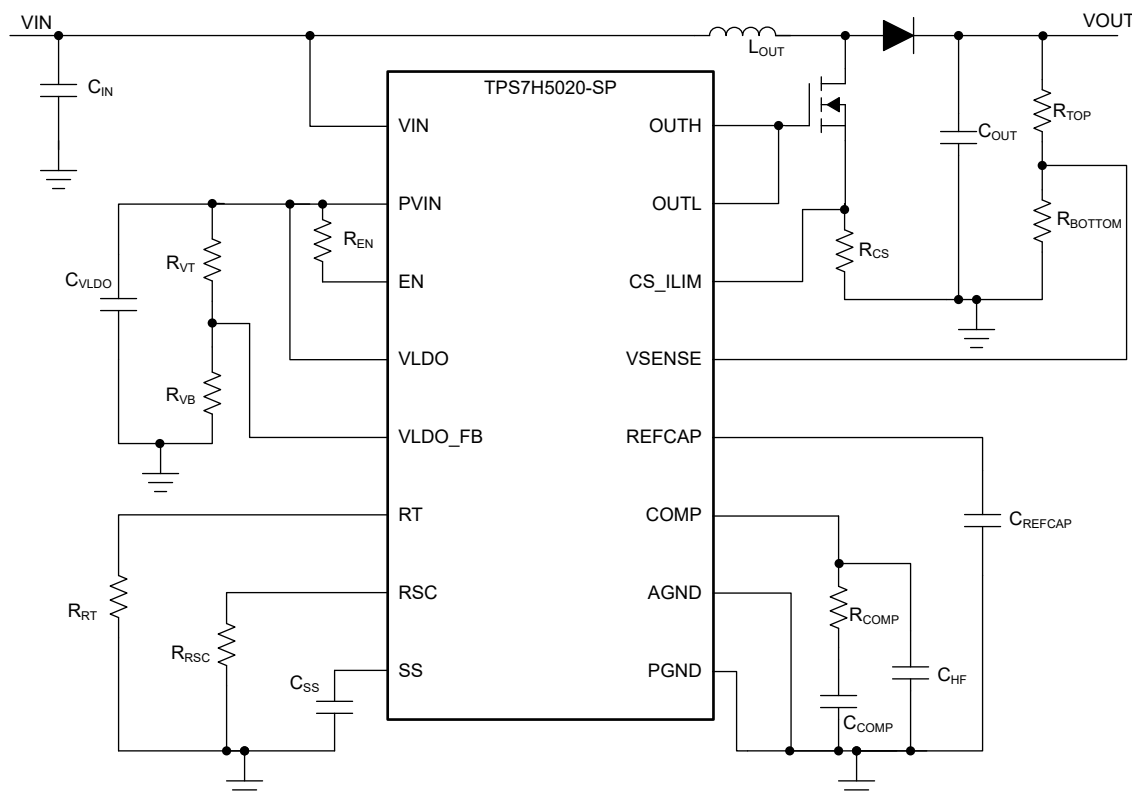 VIN
VOUT
LOUT
CIN
TPS7H5020-SP
VIN
OUTH
COUT
RTOP
PVIN
OUTL
REN
RVT
RCS
RBOTTOM
CVLDO
EN
CS_ILIM
VLDO
VSENSE
RVB
VLDO_FB
REFCAP
RT
COMP
CREFCAP
RRT
RSC
AGND
RCOMP
RRSC
CSS
SS
PGND
CHF
CCOMP